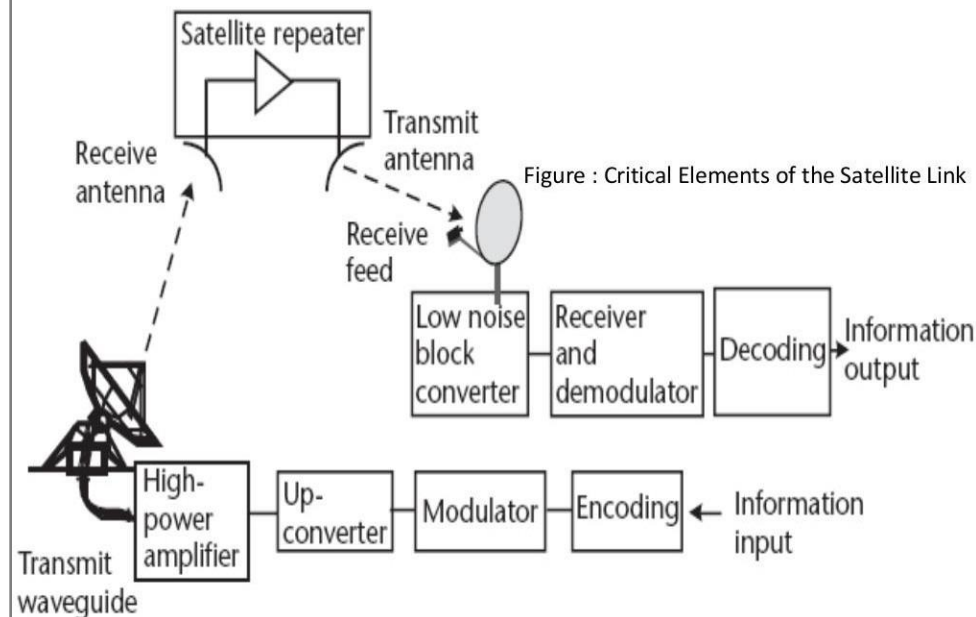 Satellite repeater
Receive
antenna
Transmit
antenna
Figure : Critical Elements of the Satellite Link
Receive
feed
Low noise
block
converter
Receiver
and
demodulator
Decoding
Information
output
High-
power
amplifier
Up-
converter
Modulator
Encoding
Information
input
Transmit
waveguide